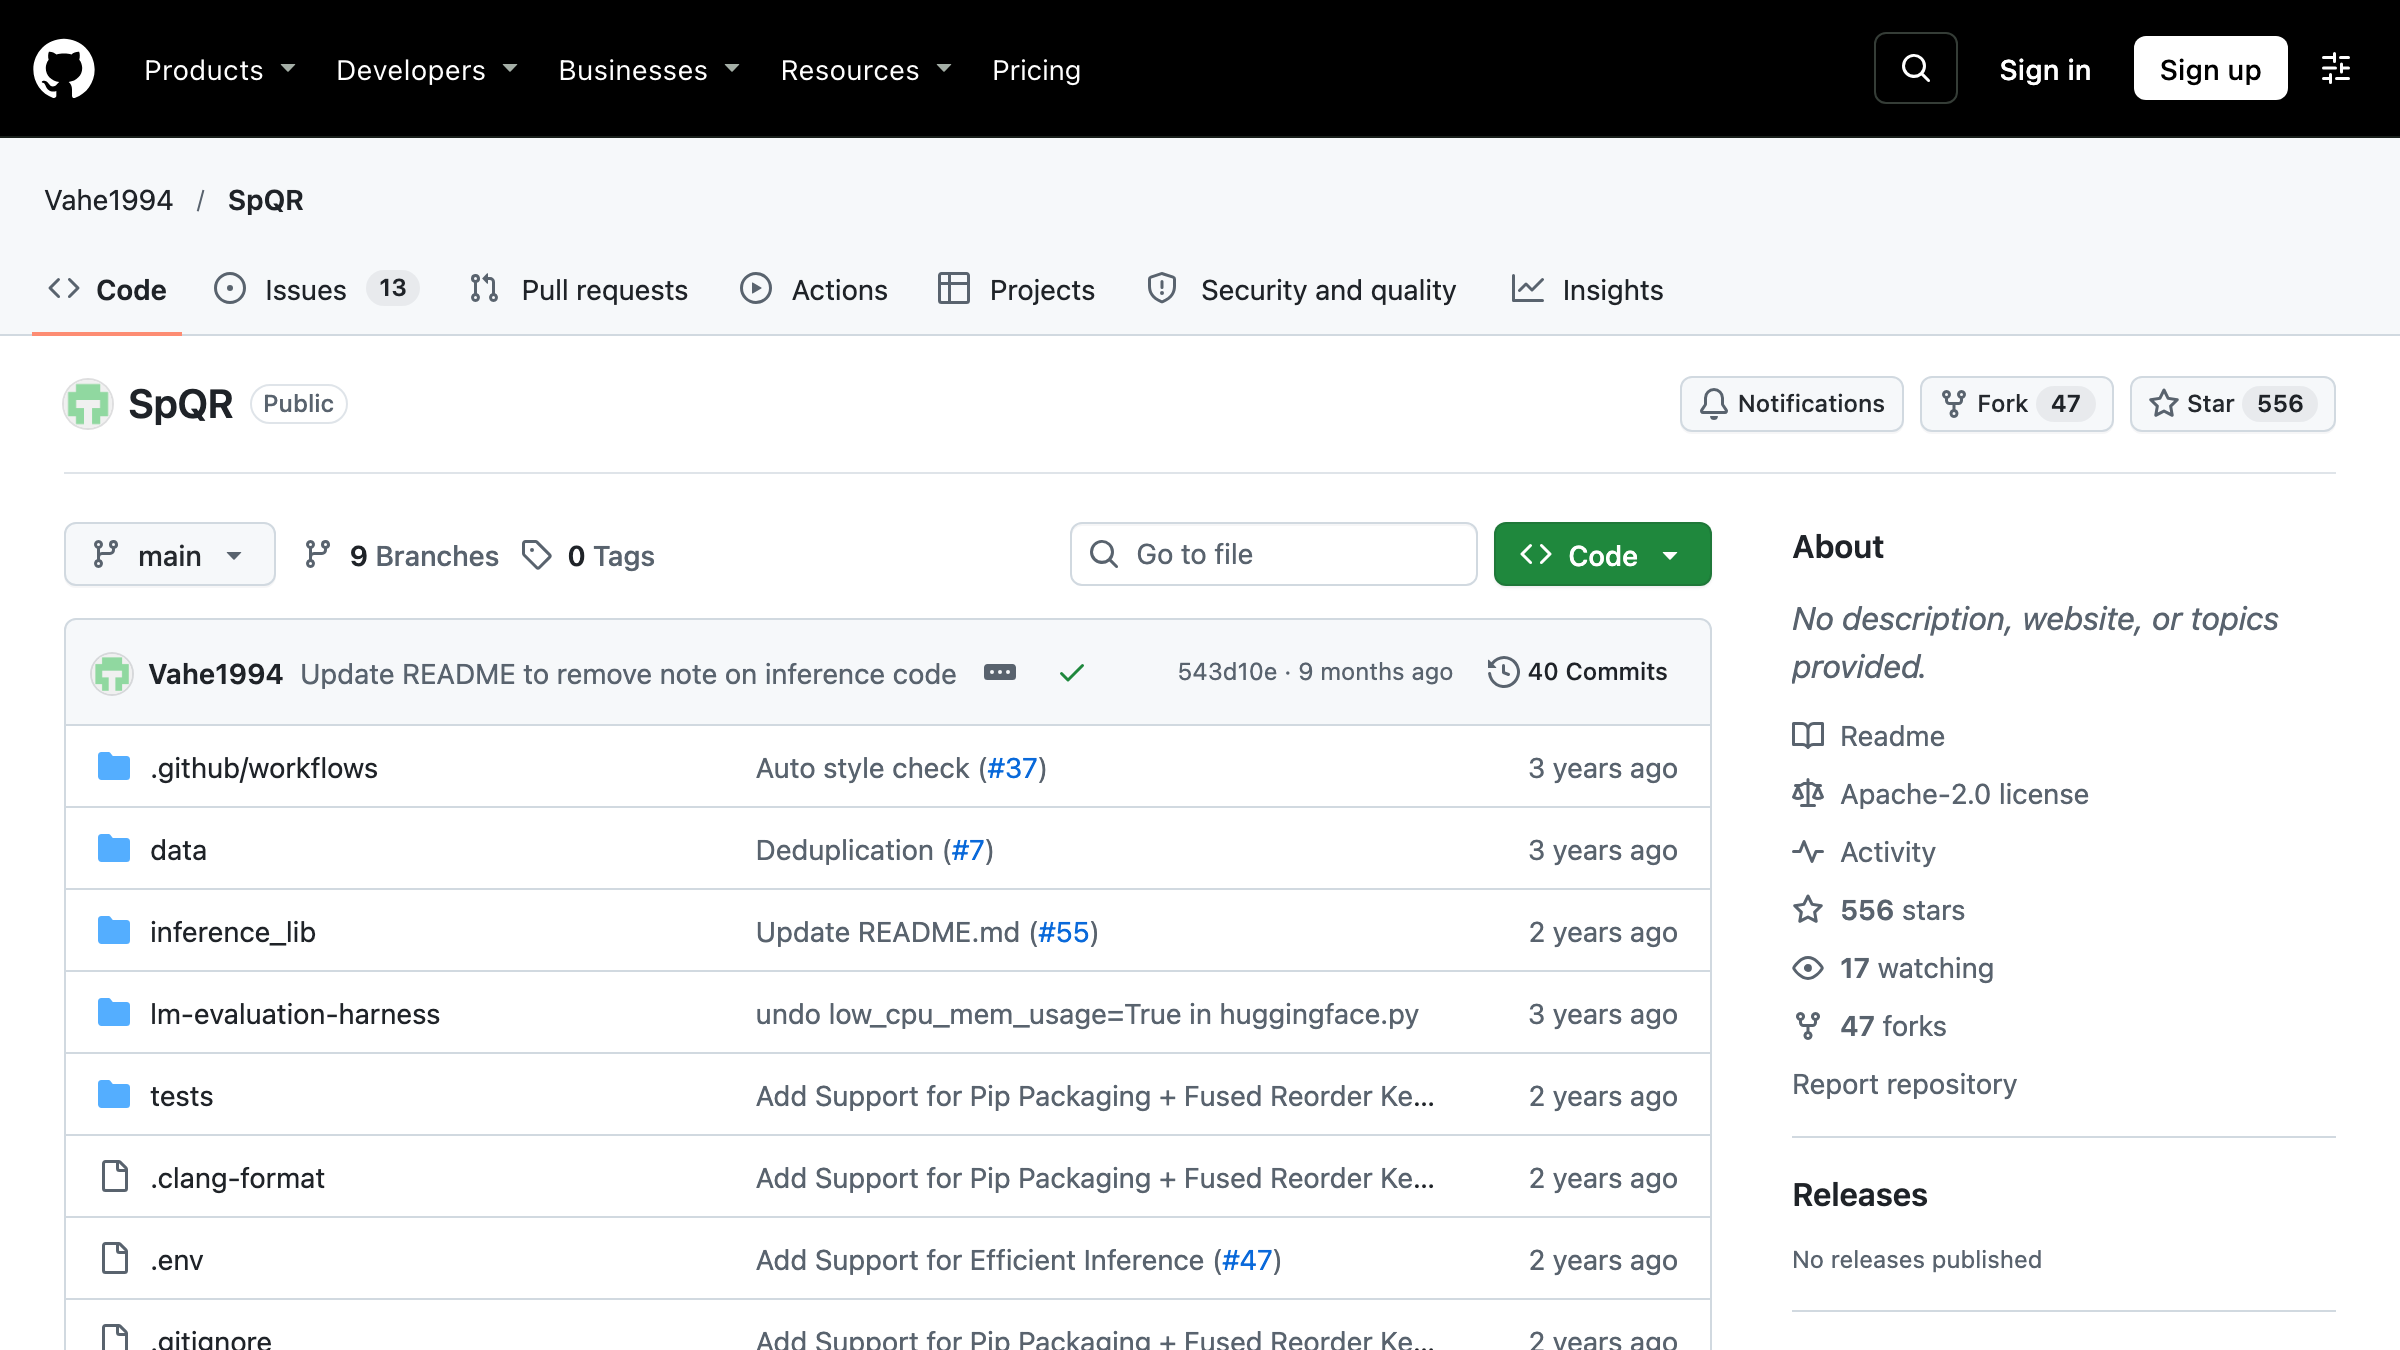 Products Developers Businesses Resources Pricing Sign in Sign up
Vahe1994 / SpQR
Code Issues 13 Pull requests Actions Projects Security and quality Insights
SpQR Public Notifications Fork 47 Star 556
main 9 Branches 0 Tags Go to file Code
Vahe1994 Update README to remove note on inference code 543d10e · 9 months ago 40 Commits
.github/workflows Auto style check (#37) 3 years ago
data Deduplication (#7) 3 years ago
inference_lib Update README.md (#55) 2 years ago
lm-evaluation-harness undo low_cpu_mem_usage=True in huggingface.py 3 years ago
tests Add Support for Pip Packaging + Fused Reorder Ke... 2 years ago
.clang-format Add Support for Pip Packaging + Fused Reorder Ke... 2 years ago
.env Add Support for Efficient Inference (#47) 2 years ago
.gitignore Add Support for Pip Packaging + Fused Reorder Ke... 2 years ago
About
No description, website, or topics
provided.
Readme
Apache-2.0 license
Activity
556 stars
17 watching
47 forks
Report repository
Releases
No releases published